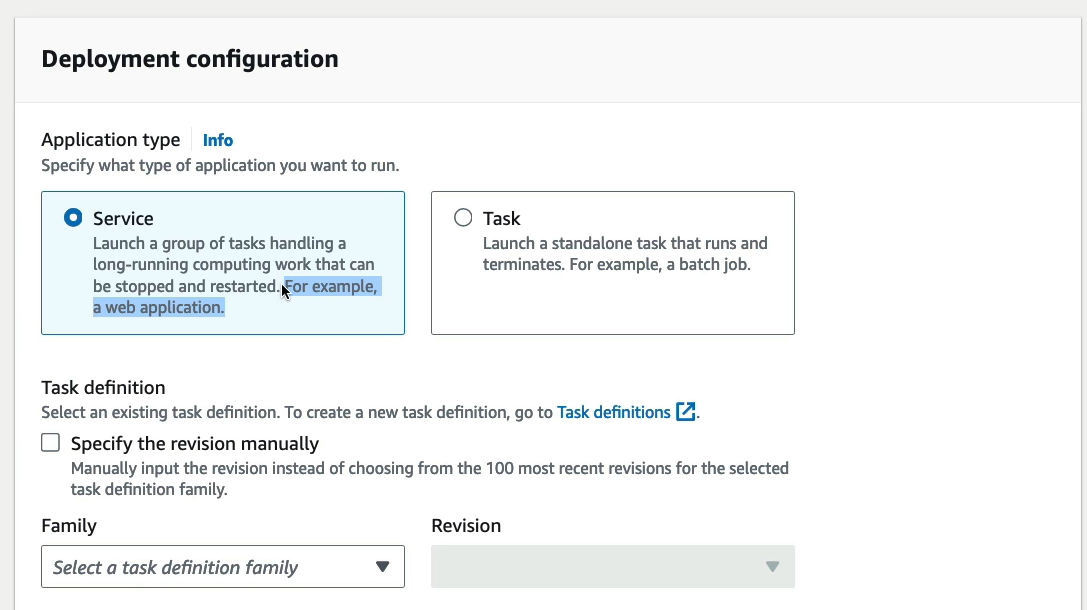 Deployment configuration
Application type Info
Specify what type of application you want to run.
Service
Launch a group of tasks handling a
long-running computing work that can
be stopped and restarted. For example,
a web application.
Task
Launch a standalone task that runs and
terminates. For example, a batch job.
Task definition
Select an existing task definition. To create a new task definition, go to Task definitions.
Specify the revision manually
Manually input the revision instead of choosing from the 100 most recent revisions for the selected
task definition family.
Family
Select a task definition family
Revision